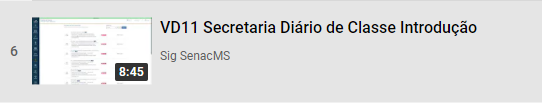 6
VD11 Secretaria Diário de Classe Introdução
Sig SenacMS
8:45